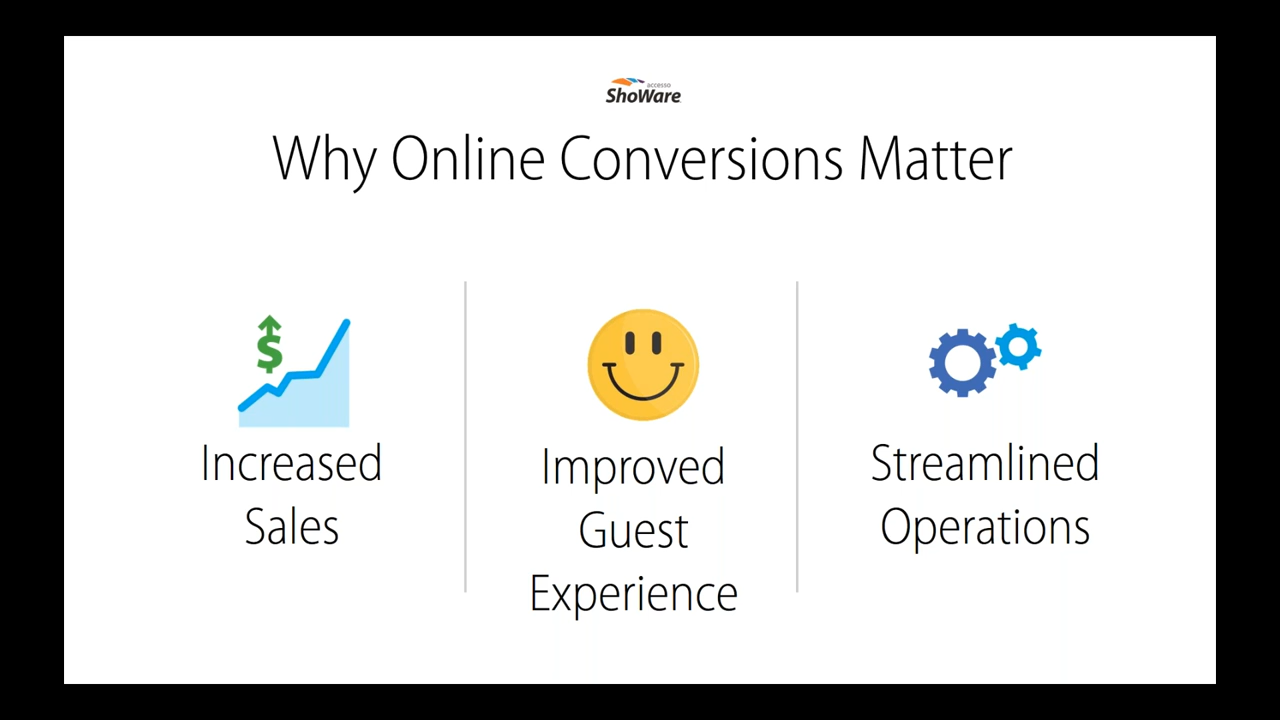 accesso
ShoWare
Why Online Conversions Matter
$
Increased
Sales
Improved
Guest
Experience
Streamlined
Operations